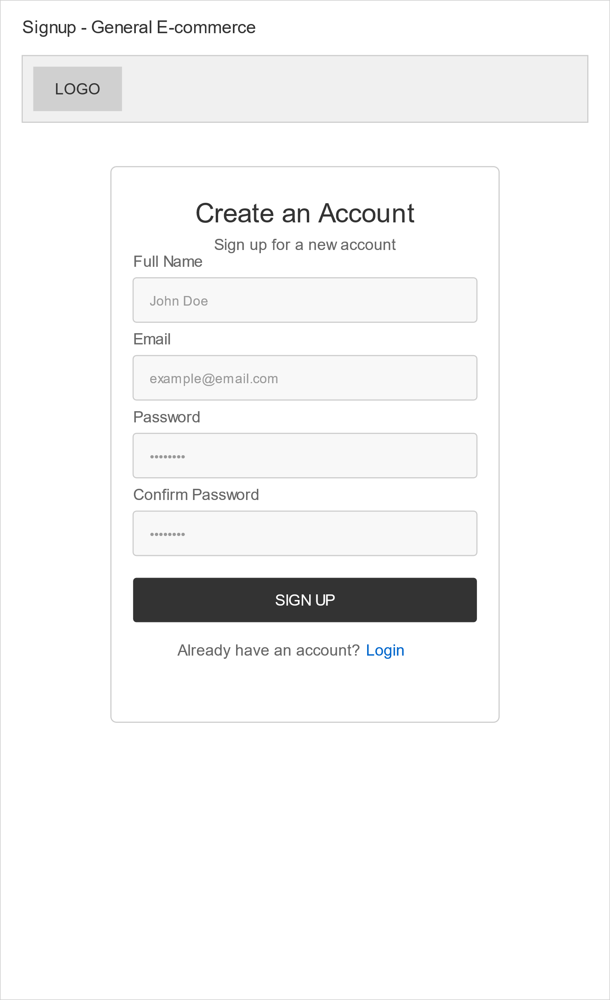 Signup - General E-commerce
LOGO
Create an Account
Sign up for a new account
Full Name
John Doe
Email
example@email.com
Password
••••••••
Confirm Password
••••••••
SIGN UP
Already have an account? Login